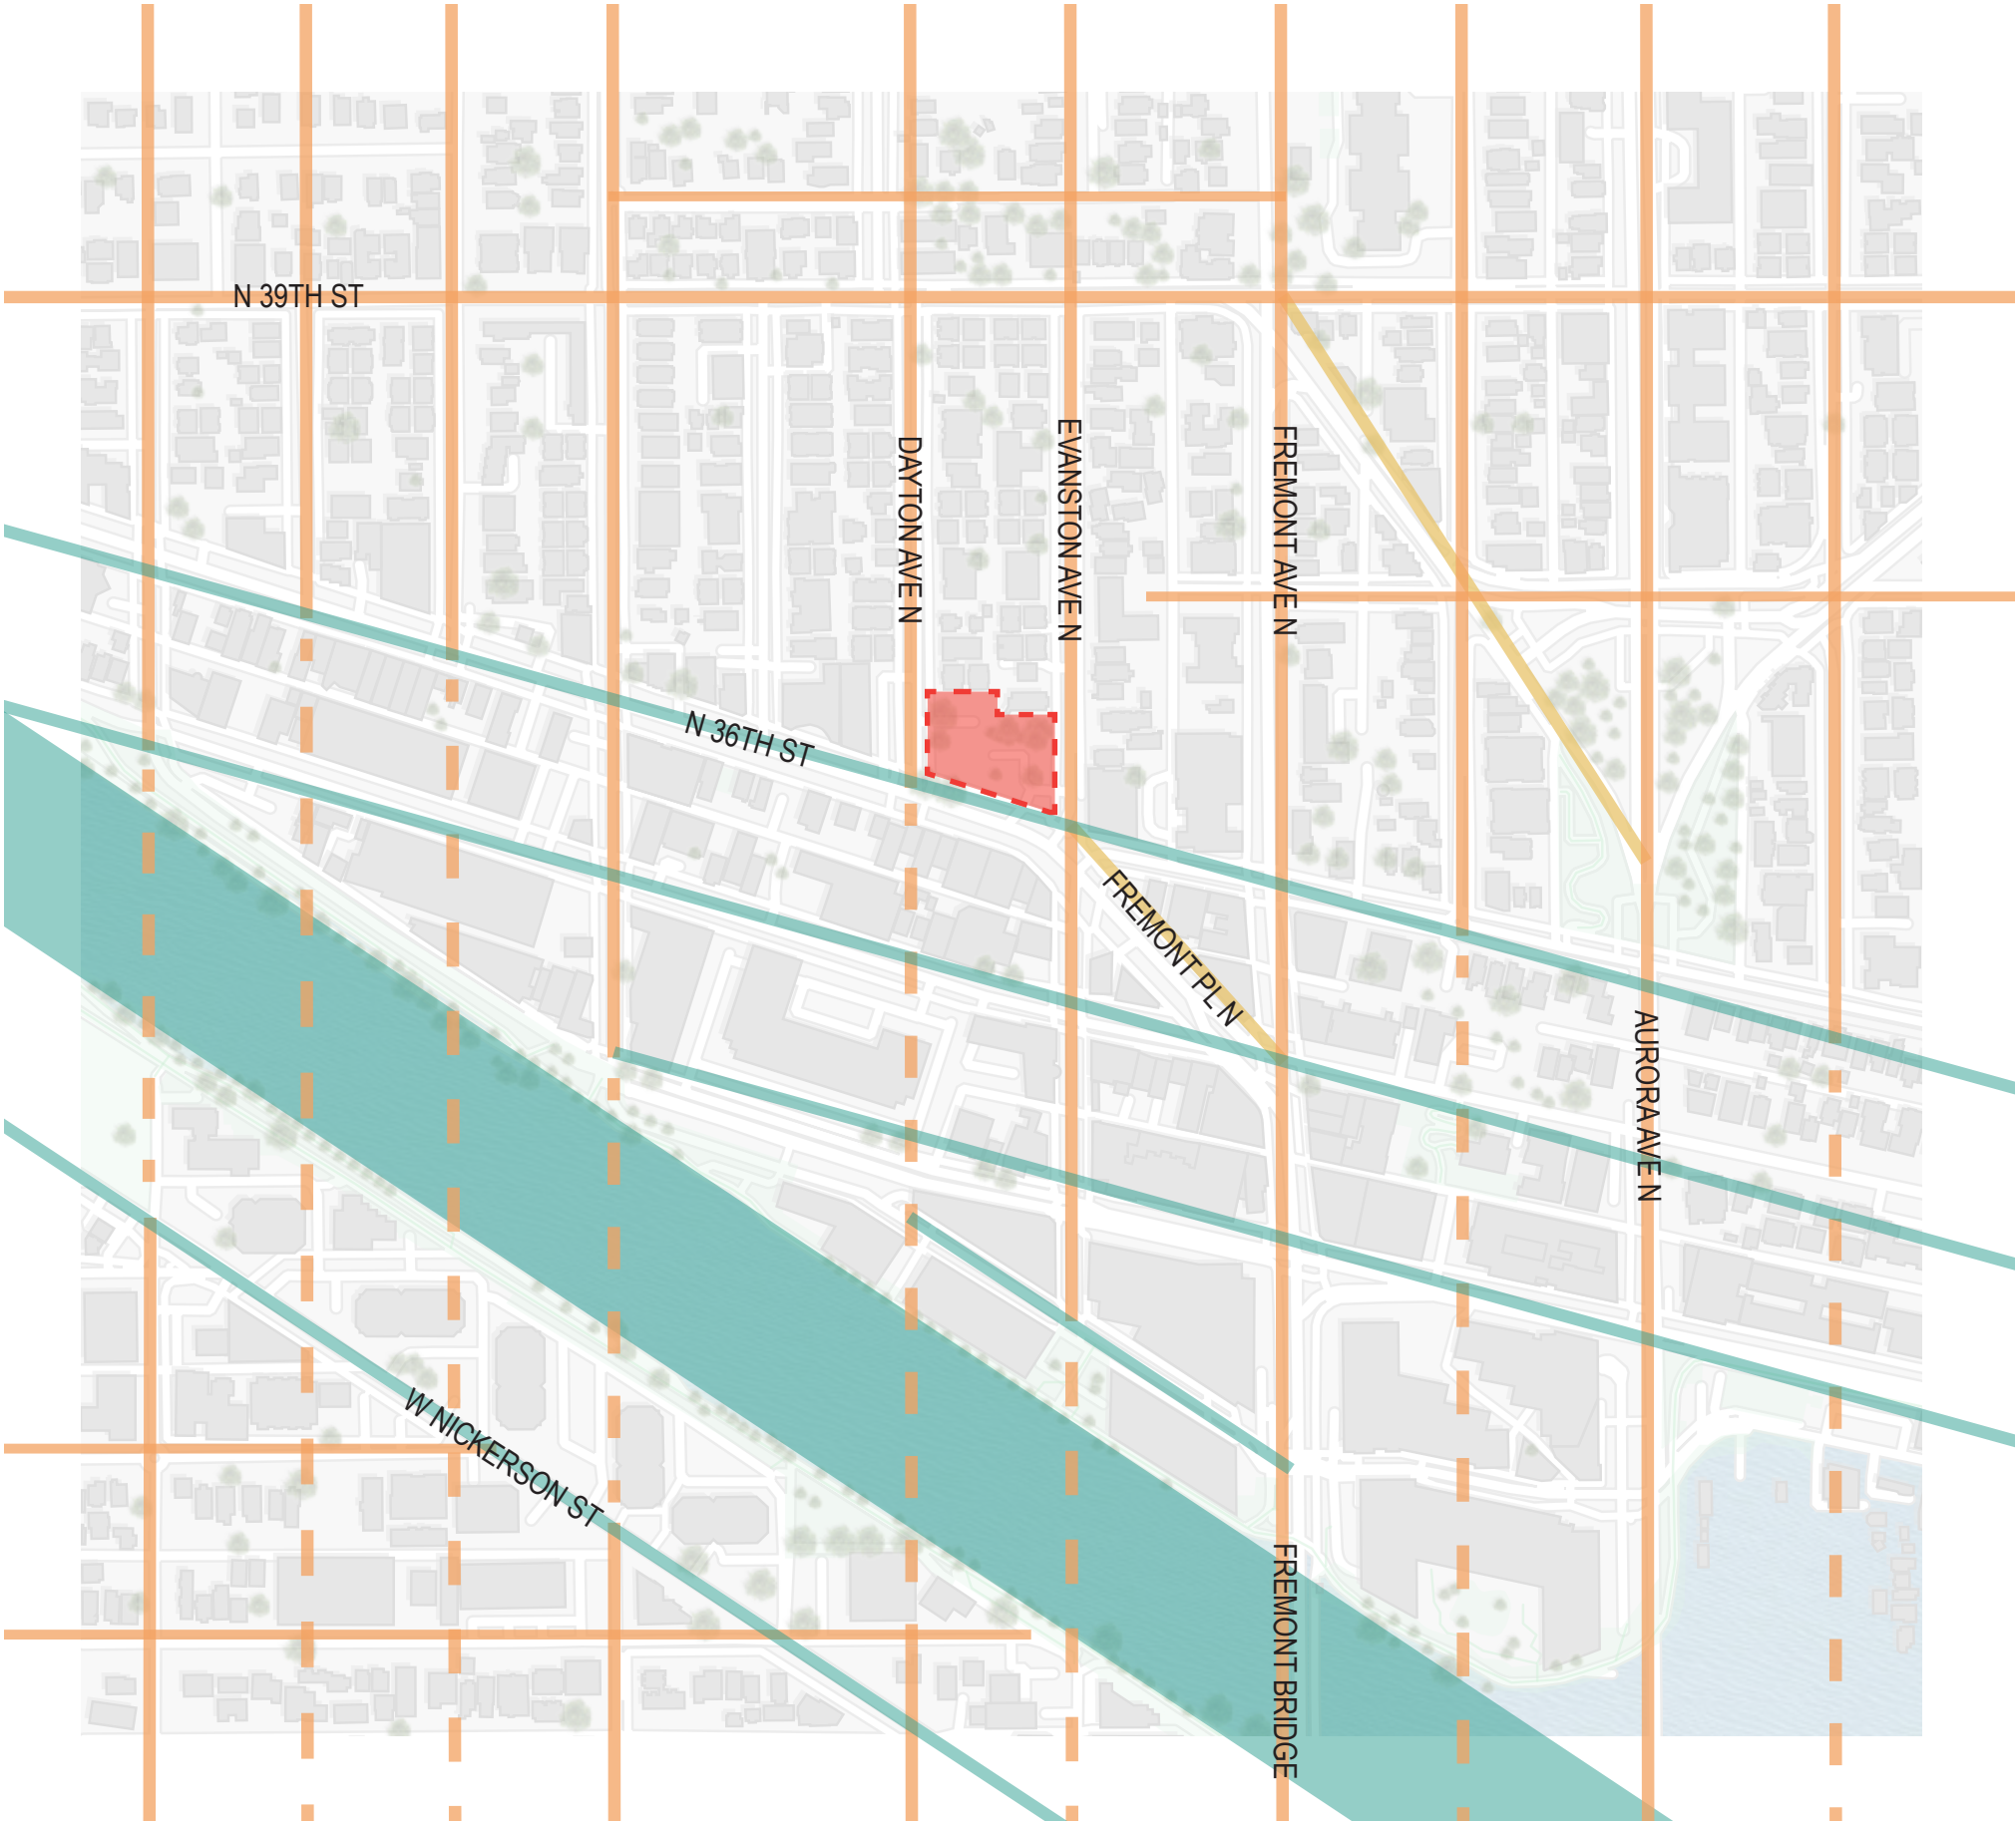 N 39TH ST
DAYTON AVE N
EVANSTON AVE N
FREMONT AVE N
N 36TH ST
FREMONT PL N
AURORA AVE N
W NICKERSON ST
FREMONT BRIDGE